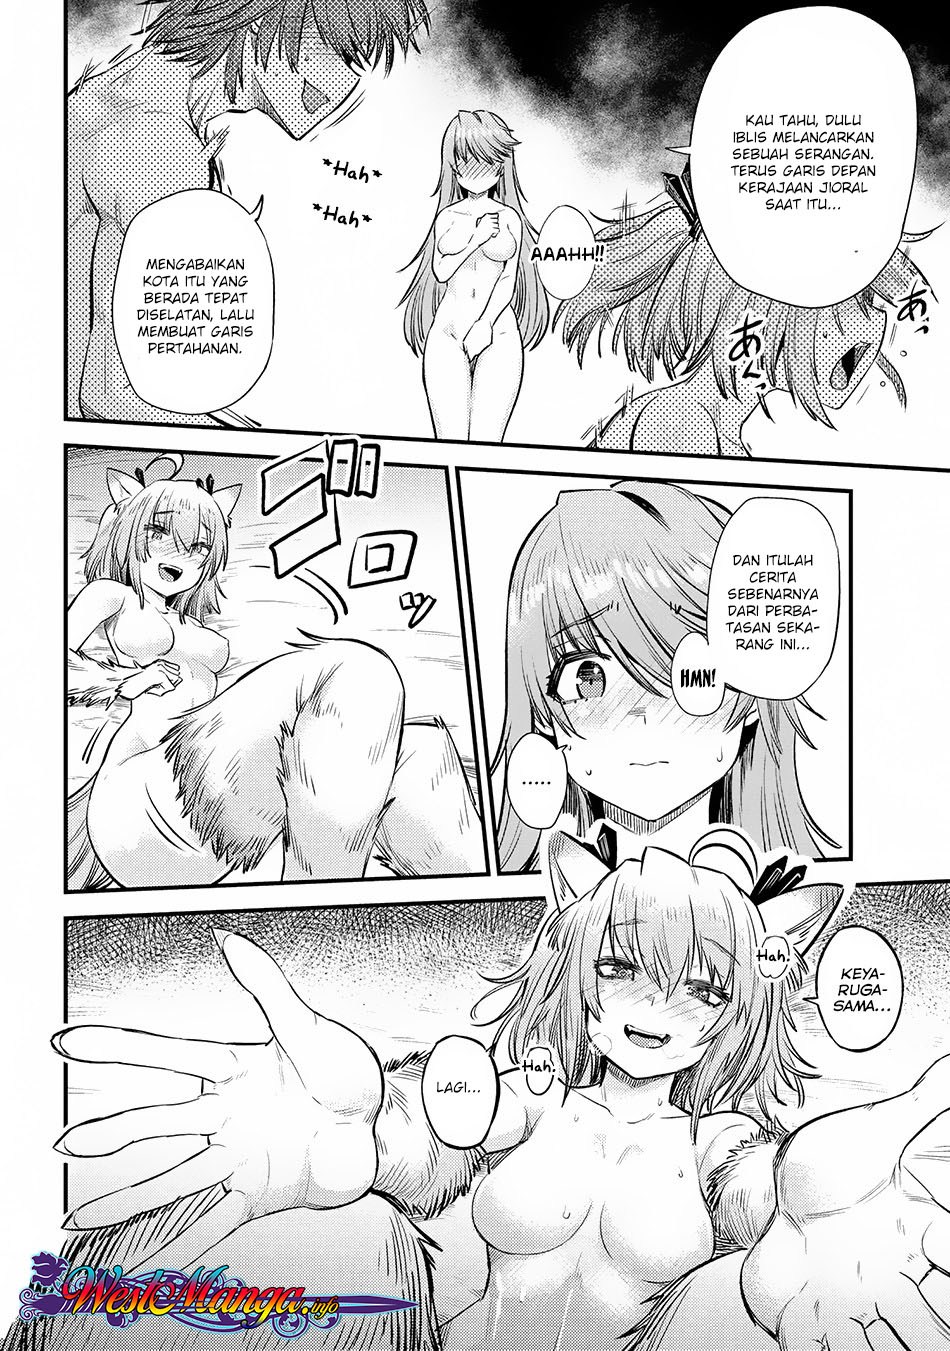 KAU TAHU, DULU
IBLIS MELANCARKAN
SEBUAH SERANGAN.
TERUS GARIS DEPAN
KERAJAAN JIORAL
SAAT ITU...
あ、、
あ、、
AAAHH!!
*Hah*
*Hah*
MENGABAIKAN
KOTA ITU YANG
BERADA TEPAT
DISELATAN, LALU
MEMBUAT GARIS
PERTAHANAN.
DAN ITULAH
CERITA
SEBENARNYA
DARI PERBA-
TASAN SEKA-
RANG INI...
HMN!
.....
ゴロッ
KEYA-
RUGA-
SAMA...
Hah!
Hah!
LAGI...
WestManga.info